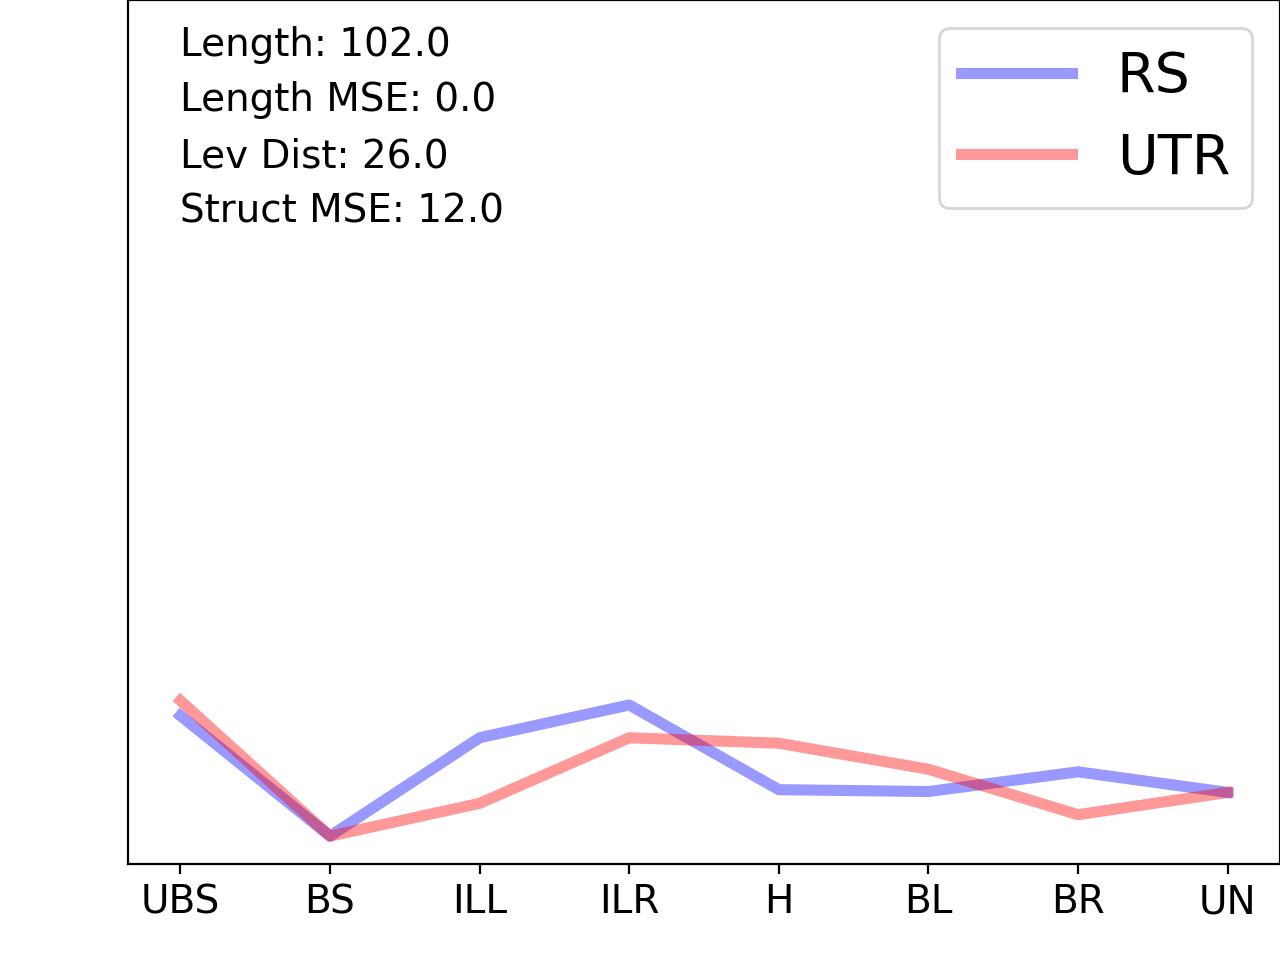 Length: 102.0
Length MSE: 0.0
Lev Dist: 26.0
Struct MSE: 12.0
RS
UTR
UBS BS ILL ILR H BL BR UN